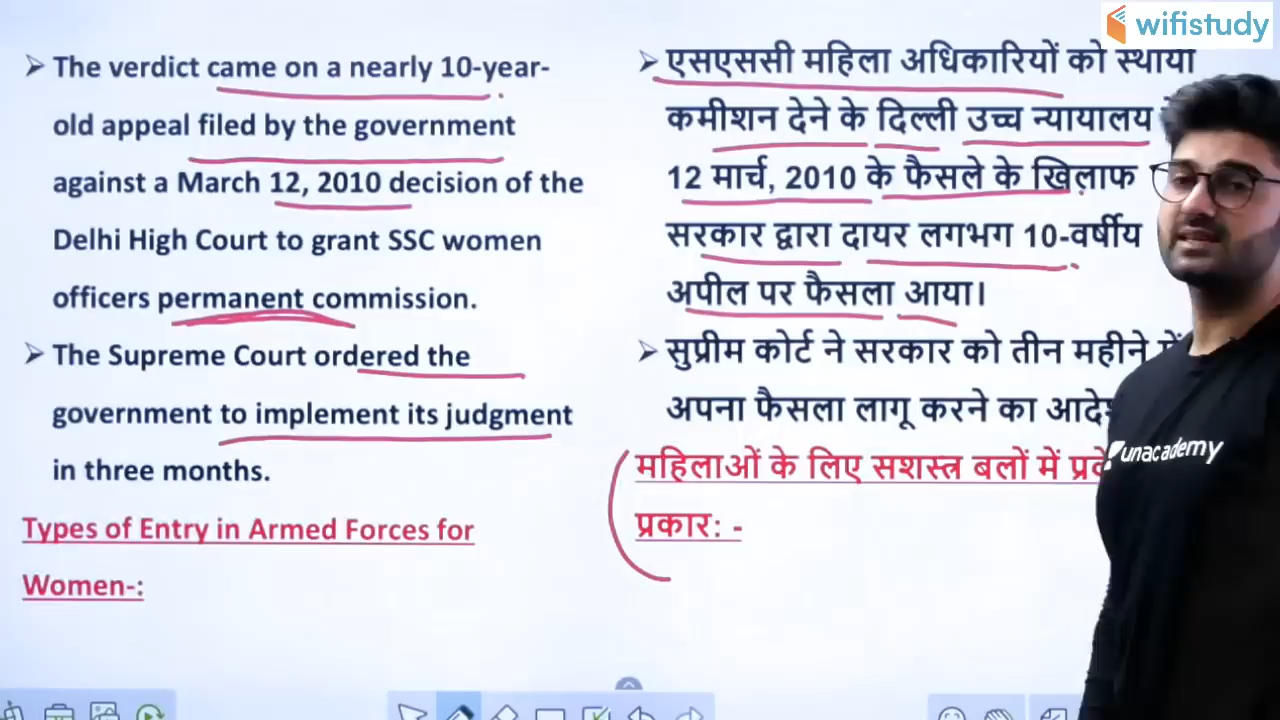 wifistudy
The verdict came on a nearly 10-year-
old appeal filed by the government
against a March 12, 2010 decision of the
Delhi High Court to grant SSC women
officers permanent commission.
The Supreme Court ordered the
government to implement its judgment
in three months.
Types of Entry in Armed Forces for
Women-:
एसएससी महिला अधिकारियों को स्थायी
कमीशन देने के दिल्ली उच्च न्यायालय
12 मार्च, 2010 के फैसले के खिलाफ
सरकार द्वारा दायर लगभग 10-वर्षीय
अपील पर फैसला आया।
सुप्रीम कोर्ट ने सरकार को तीन महीने में
अपना फैसला लागू करने का
महिलाओं के लिए सशस्त्र बलों में
प्रकार: -
unacademy